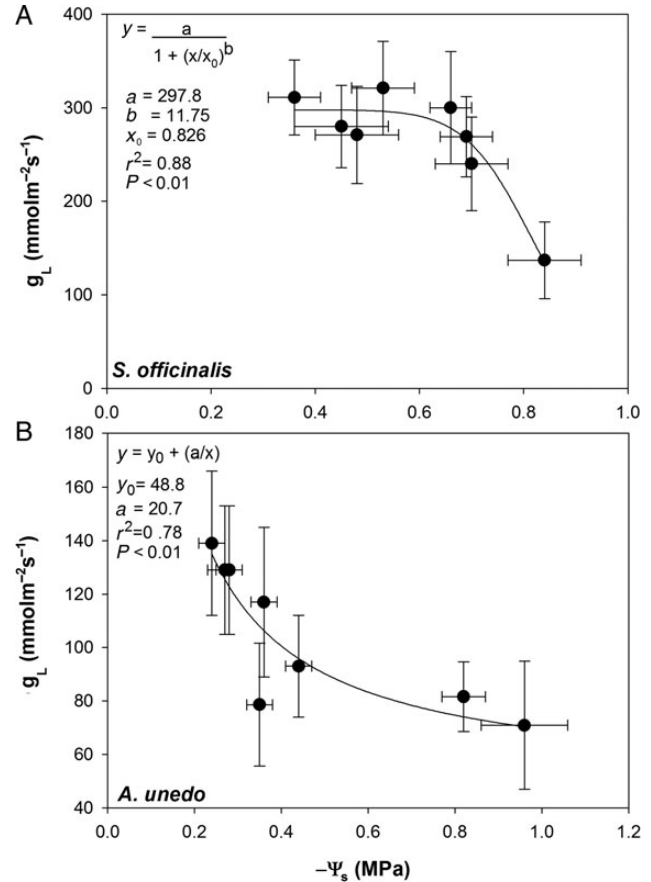 A
y = a
1 + (x/x₀)ᵇ
a = 297.8
b = 11.75
x₀ = 0.826
r² = 0.88
P < 0.01
400
300
200
100
0
g_L (mmolm⁻²s⁻¹)
S. officinalis
0.0 0.2 0.4 0.6 0.8 1.0
B
y = y₀ + (a/x)
y₀= 48.8
a = 20.7
r²=0 .78
P < 0.01
180
160
140
120
100
80
60
40
g_L (mmolm⁻²s⁻¹)
A. unedo
0.0 0.2 0.4 0.6 0.8 1.0 1.2
−Ψₛ (MPa)